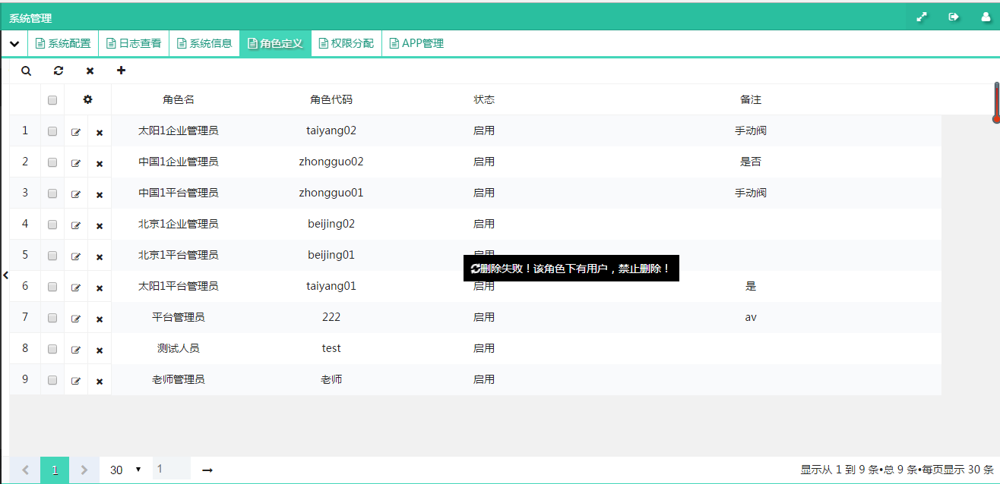 系统管理
系统配置 日志查看 系统信息 角色定义 权限分配 APP管理
角色名 角色代码 状态 备注
1 太阳1企业管理员 taiyang02 启用 手动阀
2 中国1企业管理员 zhongguo02 启用 是否
3 中国1平台管理员 zhongguo01 启用 手动阀
4 北京1企业管理员 beijing02 启用
5 北京1平台管理员 beijing01 启用
删除失败！该角色下有用户，禁止删除！
6 太阳1平台管理员 taiyang01 启用 是
7 平台管理员 222 启用 av
8 测试人员 test 启用
9 老师管理员 老师 启用
1 30 1 显示从 1 到 9 条•总 9 条•每页显示 30 条